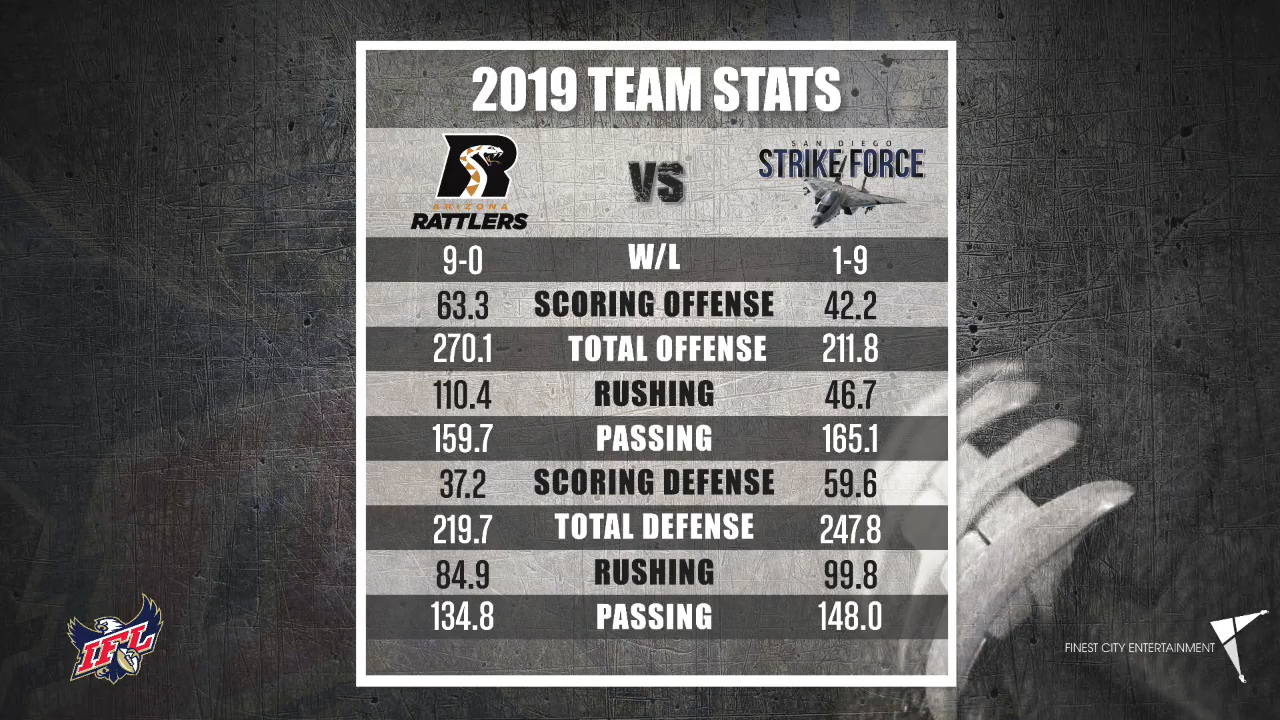 2019 TEAM STATS
ARIZONA
RATTLERS
VS
SAN DIEGO
STRIKE FORCE
9-0 W/L 1-9
63.3 SCORING OFFENSE 42.2
270.1 TOTAL OFFENSE 211.8
110.4 RUSHING 46.7
159.7 PASSING 165.1
37.2 SCORING DEFENSE 59.6
219.7 TOTAL DEFENSE 247.8
84.9 RUSHING 99.8
134.8 PASSING 148.0
IFL
FINEST CITY ENTERTAINMENT